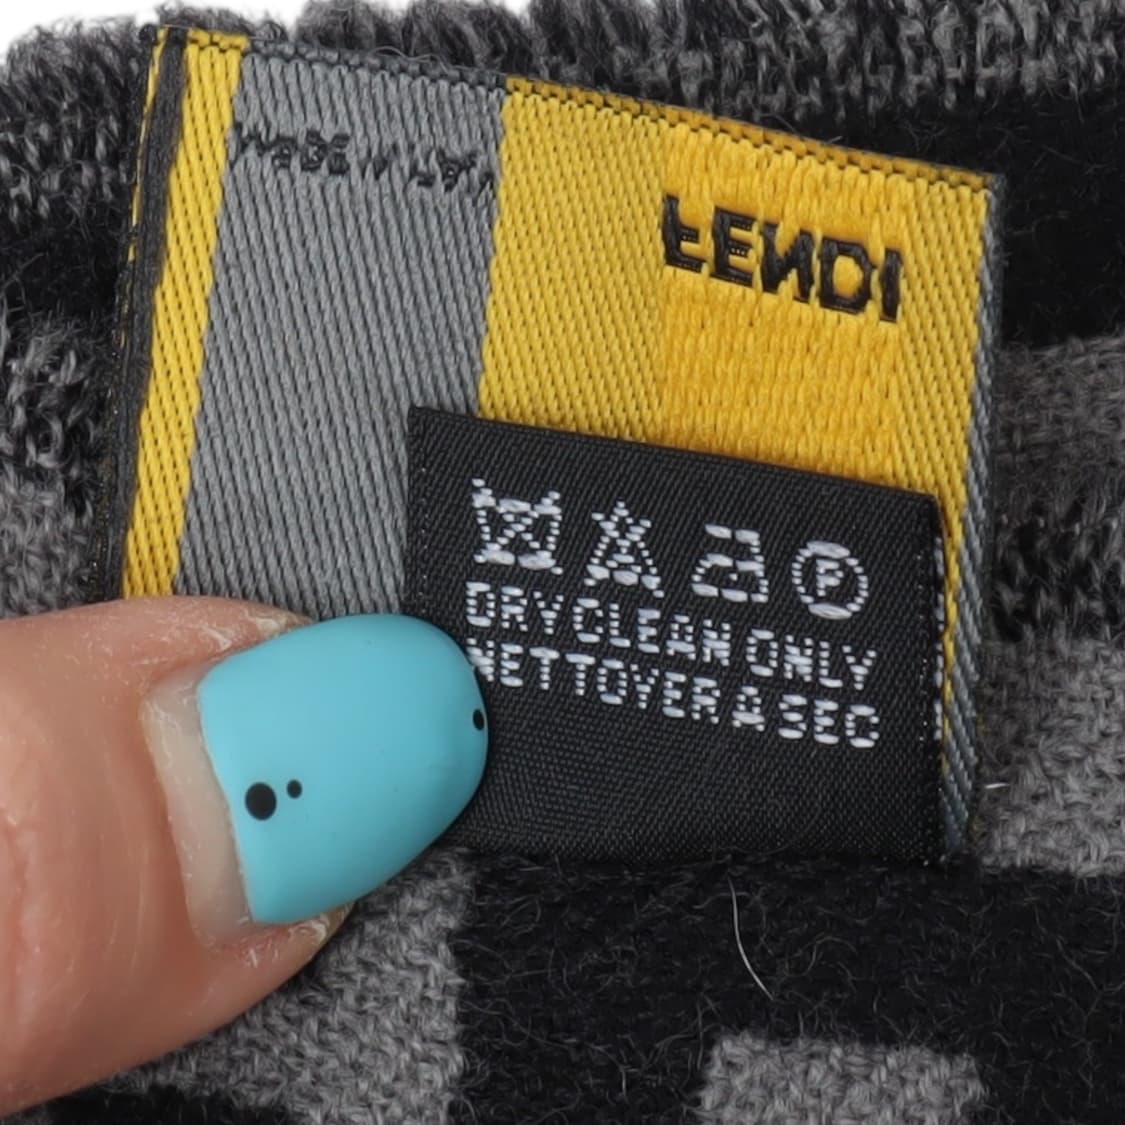 FENDI
F
DRY CLEAN ONLY
NETTOYER A SEC